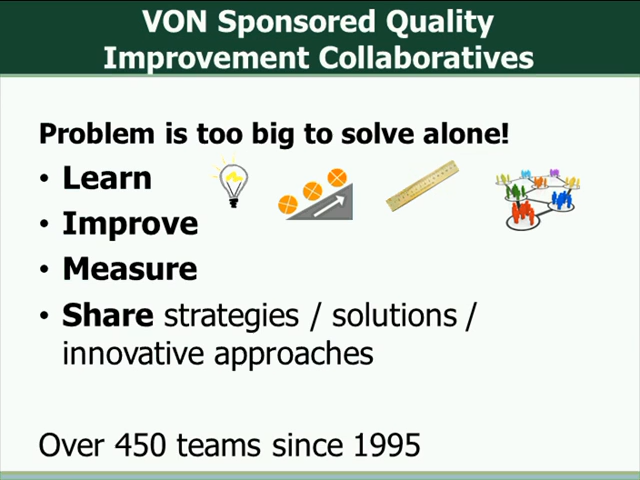 VON Sponsored Quality
Improvement Collaboratives
Problem is too big to solve alone!
• Learn
• Improve
• Measure
• Share strategies / solutions /
innovative approaches
Over 450 teams since 1995